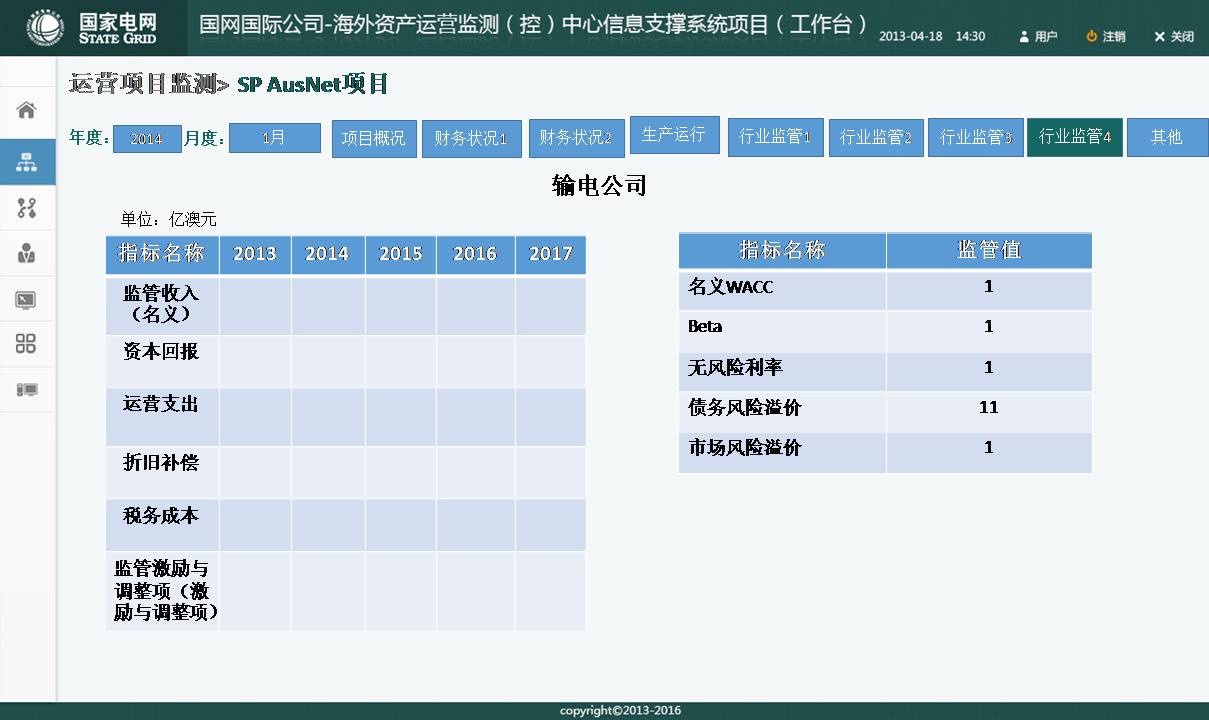 国家电网
STATE GRID
国网国际公司-海外资产运营监测（控）中心信息支撑系统项目（工作台）
2013-04-18 14:30
用户
注销
关闭
运营项目监测> SP AusNet项目
年度： 2014 月度： 1月
项目概况 财务状况1 财务状况2 生产运行 行业监管1 行业监管2 行业监管3 行业监管4 其他
输电公司
单位：亿澳元
指标名称 2013 2014 2015 2016 2017
监管收入
（名义）
资本回报
运营支出
折旧补偿
税务成本
监管激励与
调整项（激
励与调整项）
指标名称 监管值
名义WACC 1
Beta 1
无风险利率 1
债务风险溢价 11
市场风险溢价 1
copyright©2013-2016